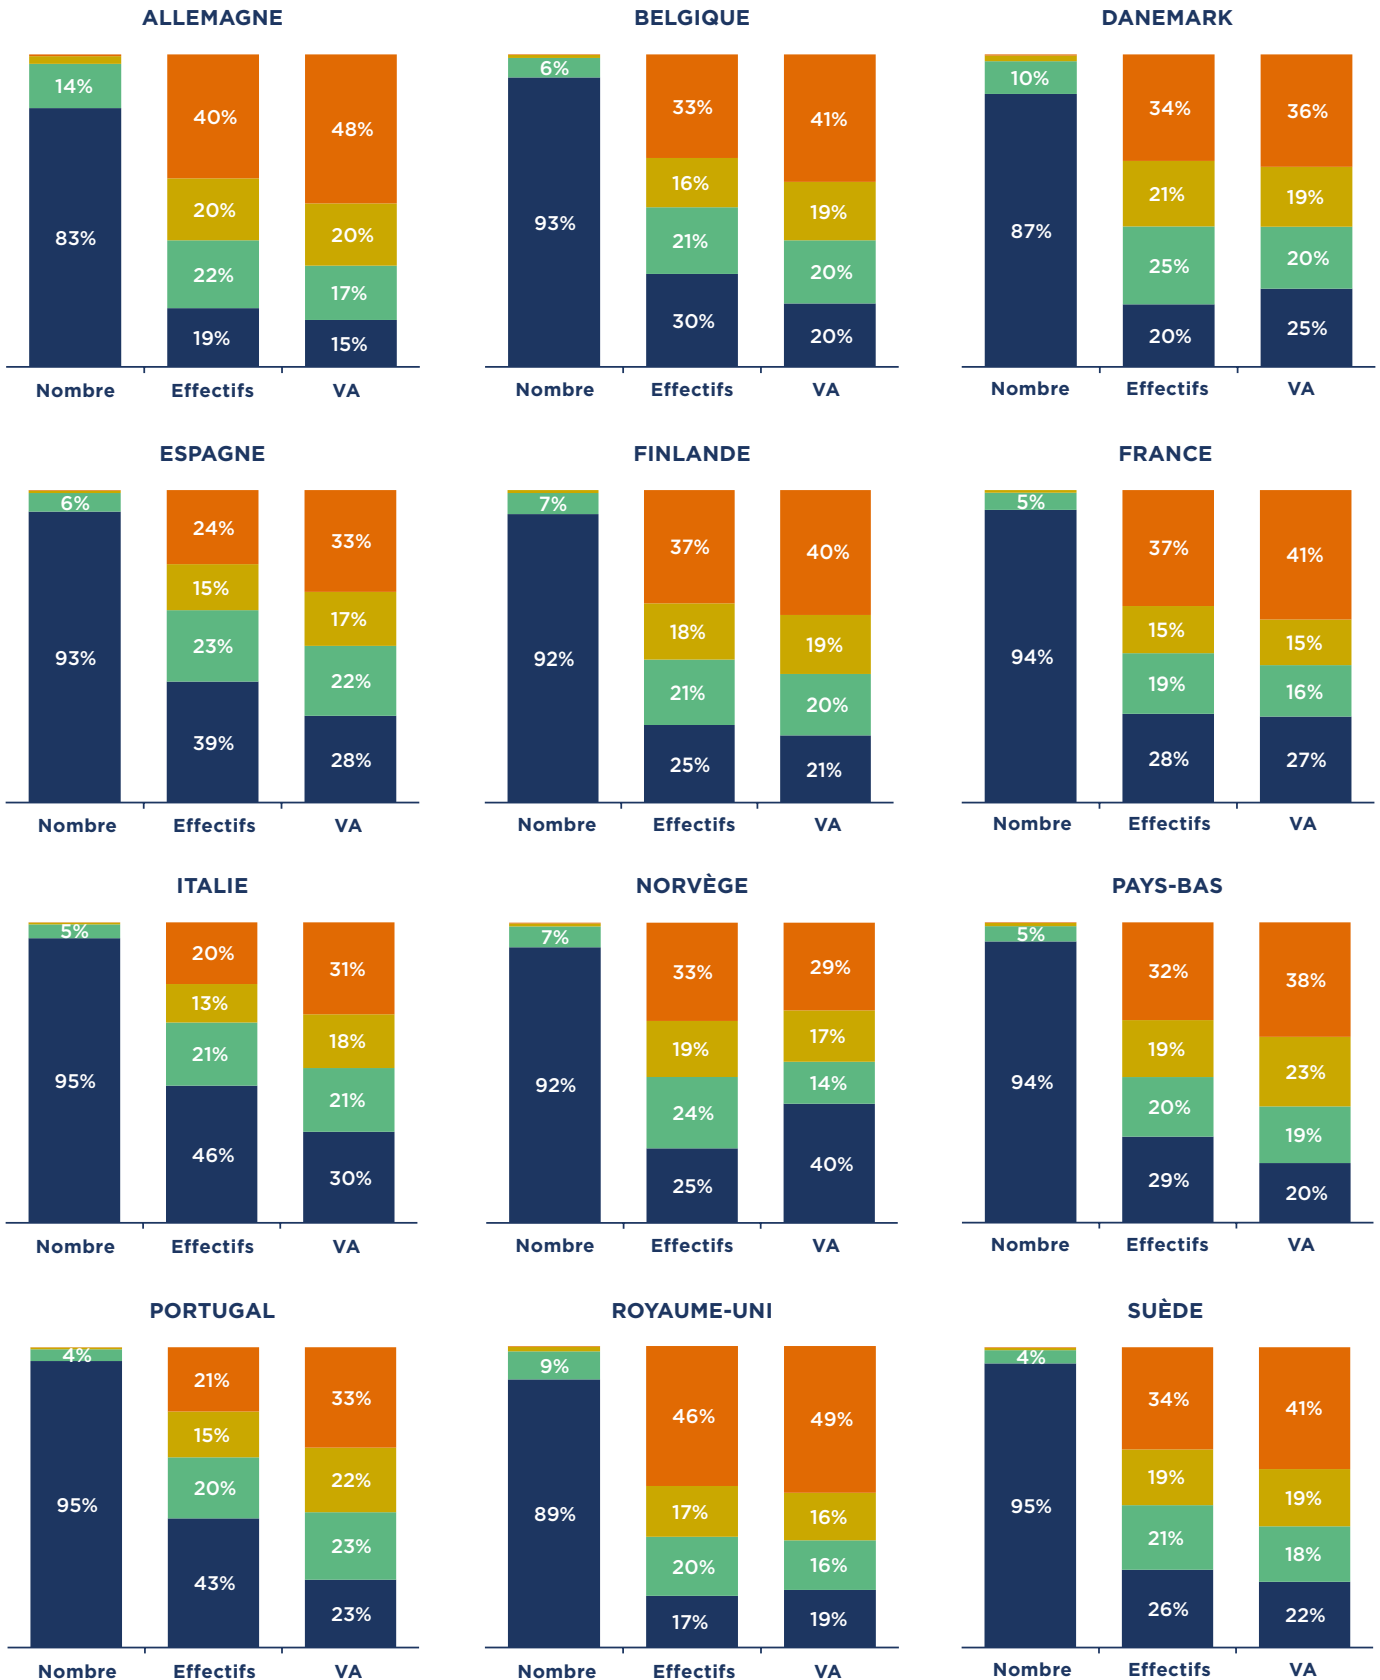 ALLEMAGNE
14%
83%
40%
20%
22%
19%
48%
20%
17%
15%
Nombre
Effectifs
VA
BELGIQUE
6%
93%
33%
16%
21%
30%
41%
19%
20%
20%
Nombre
Effectifs
VA
DANEMARK
10%
87%
34%
21%
25%
20%
36%
19%
20%
25%
Nombre
Effectifs
VA
ESPAGNE
6%
93%
24%
15%
23%
39%
33%
17%
22%
28%
Nombre
Effectifs
VA
FINLANDE
7%
92%
37%
18%
21%
25%
40%
19%
20%
21%
Nombre
Effectifs
VA
FRANCE
5%
94%
37%
15%
19%
28%
41%
15%
16%
27%
Nombre
Effectifs
VA
ITALIE
5%
95%
20%
13%
21%
46%
31%
18%
21%
30%
Nombre
Effectifs
VA
NORVÈGE
7%
92%
33%
19%
24%
25%
29%
17%
14%
40%
Nombre
Effectifs
VA
PAYS-BAS
5%
94%
32%
19%
20%
29%
38%
23%
19%
20%
Nombre
Effectifs
VA
PORTUGAL
4%
95%
21%
15%
20%
43%
33%
22%
23%
23%
Nombre
Effectifs
VA
ROYAUME-UNI
9%
89%
46%
17%
20%
17%
49%
16%
16%
19%
Nombre
Effectifs
VA
SUÈDE
4%
95%
34%
19%
21%
26%
41%
19%
18%
22%
Nombre
Effectifs
VA